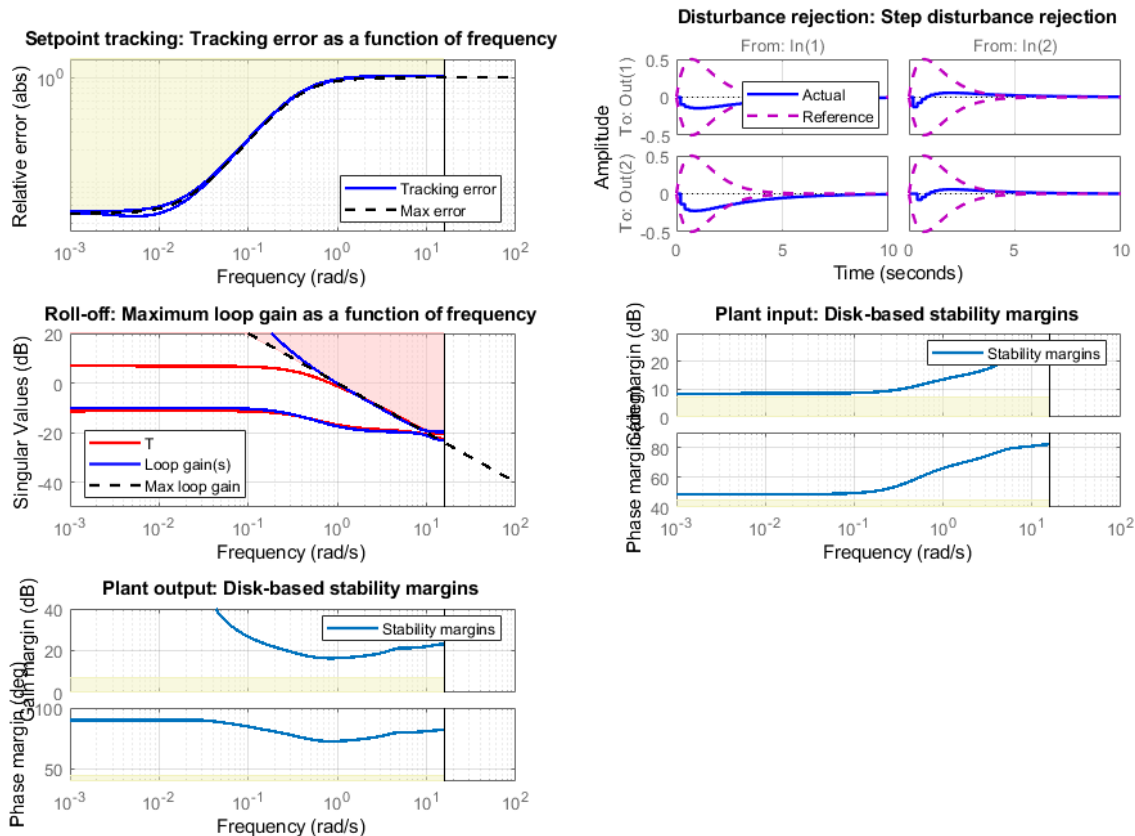 Setpoint tracking: Tracking error as a function of frequency
10^0
Relative error (abs)
Tracking error
Max error
10^-3 10^-2 10^-1 10^0 10^1 10^2
Frequency (rad/s)
Disturbance rejection: Step disturbance rejection
From: In(1) From: In(2)
To: Out(1)
0.5
0
-0.5
Actual
Reference
Amplitude
To: Out(2)
0.5
0
-0.5
0 5 10 0 5 10
Time (seconds)
Roll-off: Maximum loop gain as a function of frequency
Singular Values (dB)
20
0
-20
-40
T
Loop gain(s)
Max loop gain
10^-3 10^-2 10^-1 10^0 10^1 10^2
Frequency (rad/s)
Plant input: Disk-based stability margins
Gain margin (dB)
30
20
10
0
Stability margins
Phase margin (deg)
80
60
40
10^-3 10^-2 10^-1 10^0 10^1 10^2
Frequency (rad/s)
Plant output: Disk-based stability margins
Gain margin (dB)
40
20
0
Stability margins
Phase margin (deg)
100
50
10^-3 10^-2 10^-1 10^0 10^1 10^2
Frequency (rad/s)